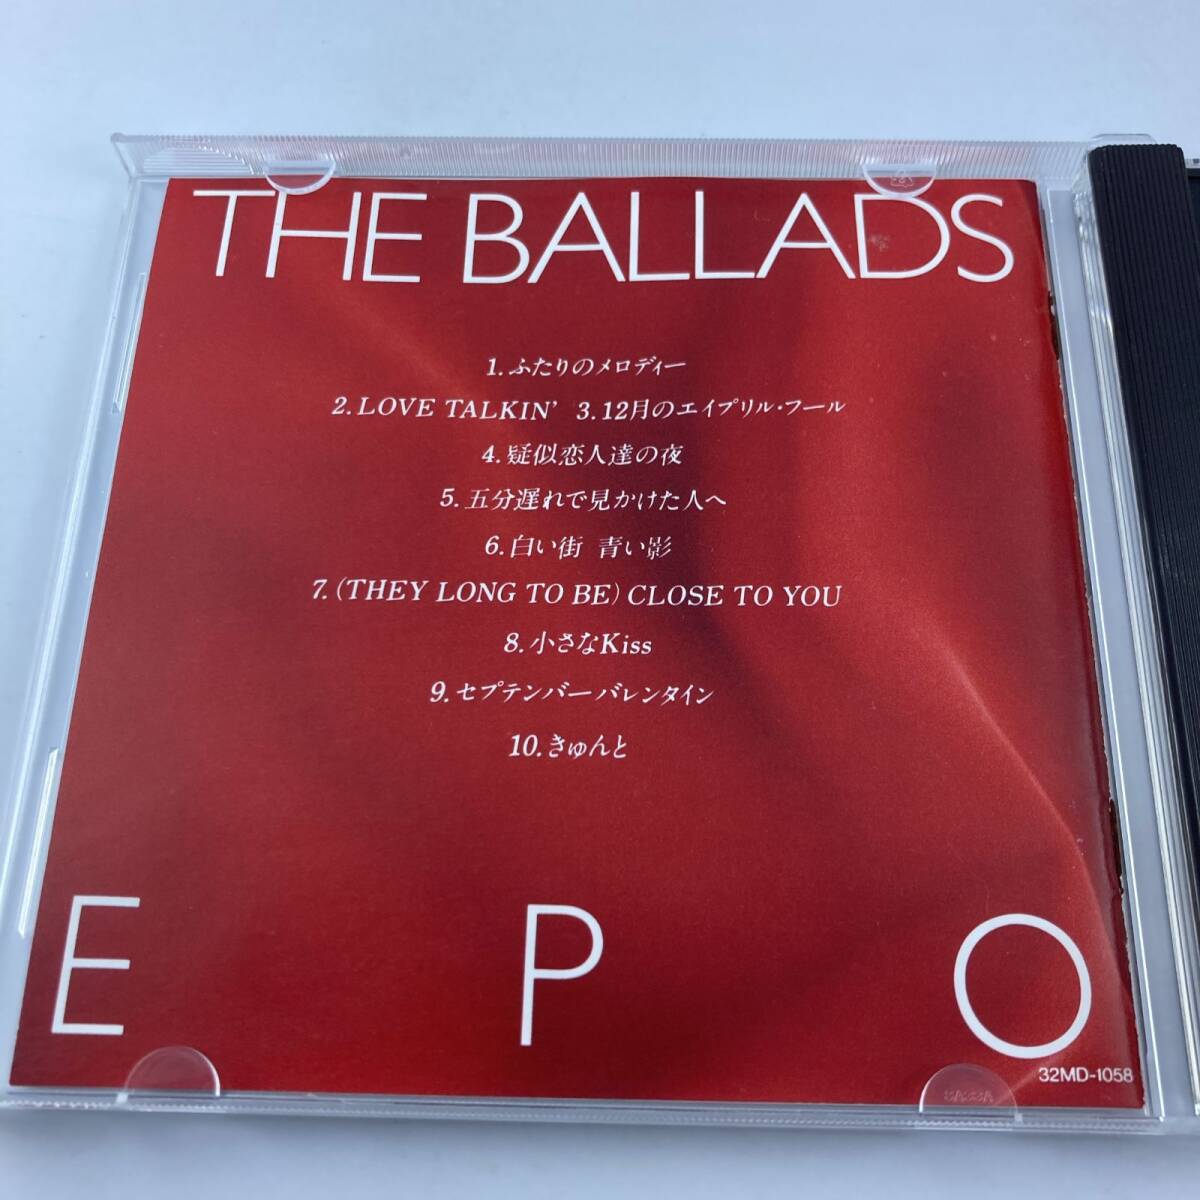 THE BALLADS
1.ふたりのメロディー
2.LOVE TALKIN' 3.12月のエイプリル・フール
4.疑似恋人達の夜
5.五分遅れで見かけた人へ
6.白い街 青い影
7.(THEY LONG TO BE) CLOSE TO YOU
8.小さなKiss
9.セプテンバーバレンタイン
10.きゅんと
E P O
32MD-1058